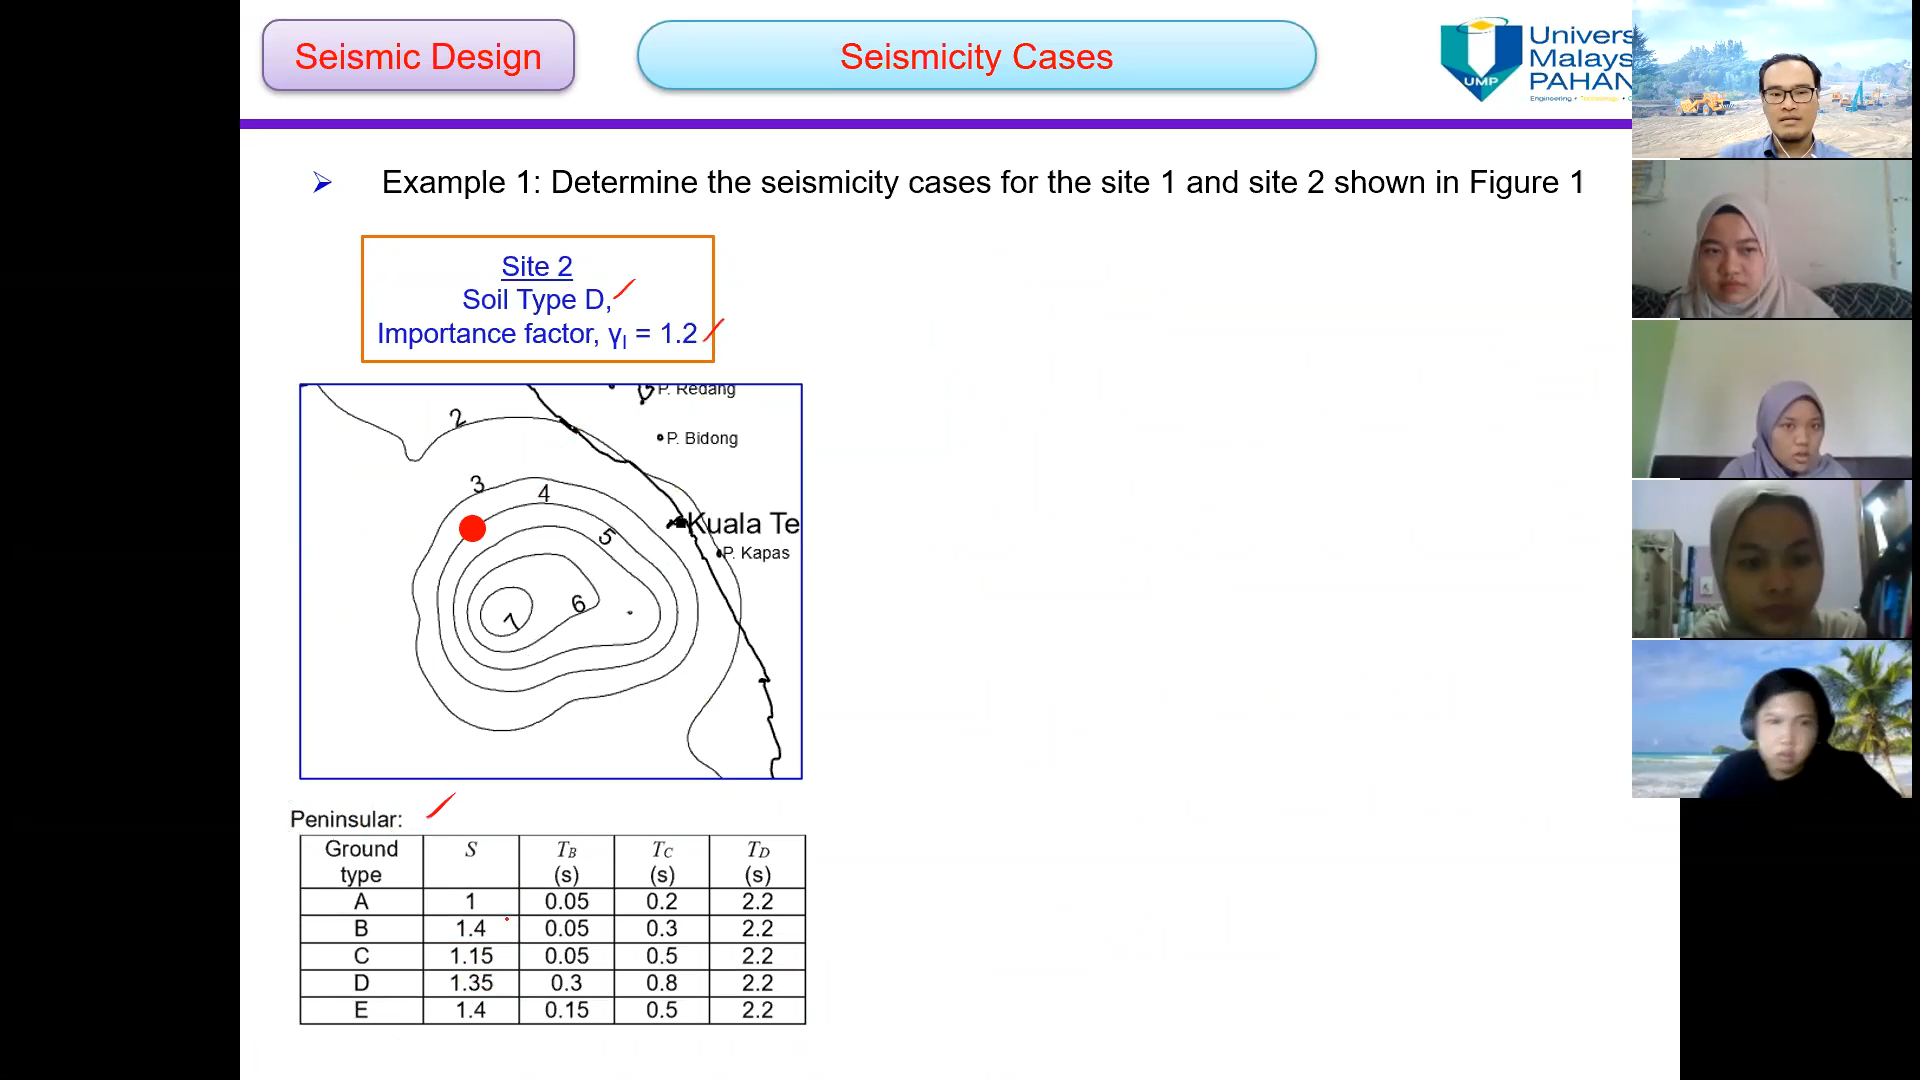 Seismic Design
Seismicity Cases
UMP
Univers
Malays
PAHAN
Engineering • Technology •
➢ Example 1: Determine the seismicity cases for the site 1 and site 2 shown in Figure 1
Site 2
Soil Type D,
Importance factor, γI = 1.2
P. Redang
2
P. Bidong
3
4
Kuala Te
5
P. Kapas
6
7
Peninsular:
Ground type S TB (s) TC (s) TD (s)
A 1 0.05 0.2 2.2
B 1.4 0.05 0.3 2.2
C 1.15 0.05 0.5 2.2
D 1.35 0.3 0.8 2.2
E 1.4 0.15 0.5 2.2